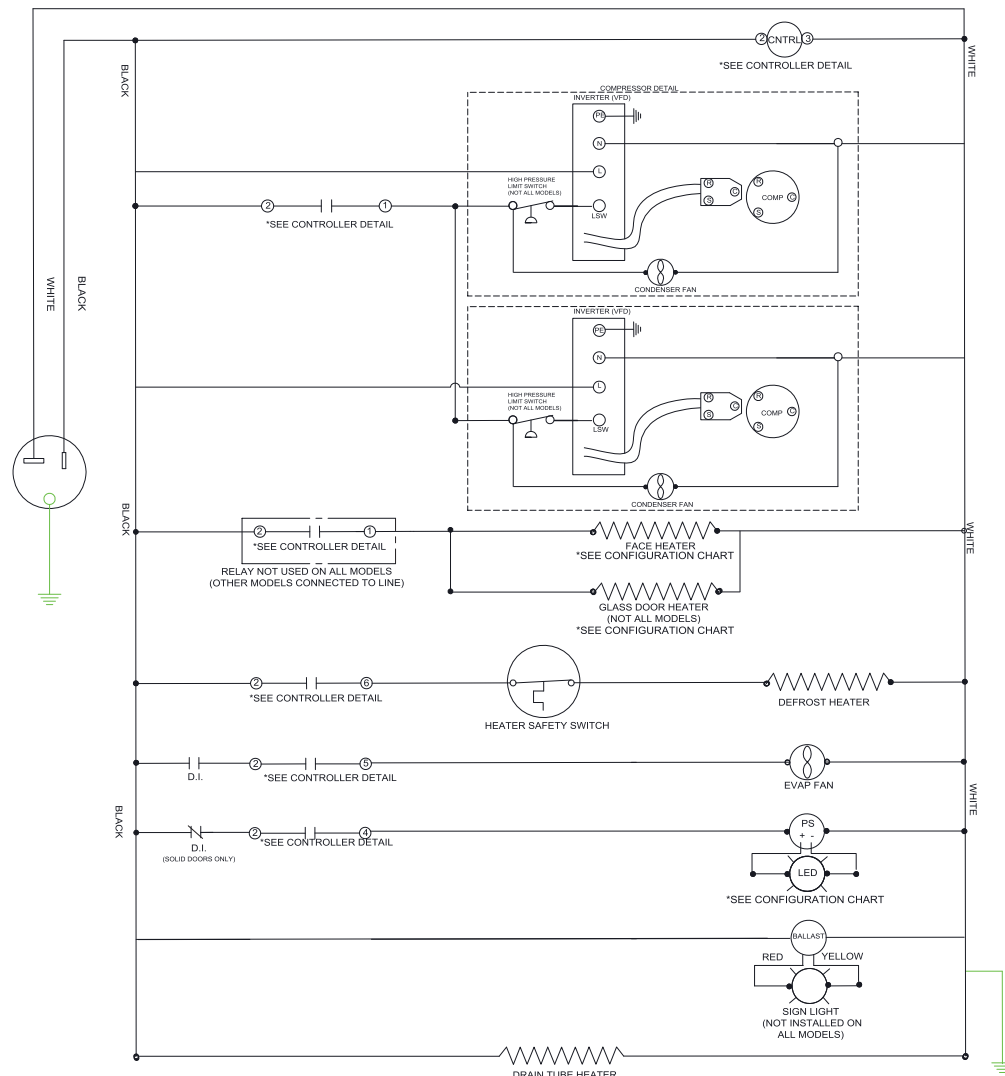 2 CNTRL 3
*SEE CONTROLLER DETAIL
BLACK
WHITE
COMPRESSOR DETAIL
INVERTER (VFD)
PE
N
L
HIGH PRESSURE
LIMIT SWITCH
(NOT ALL MODELS)
LSW
R
C
S
R
COMP C
S
2 1
*SEE CONTROLLER DETAIL
CONDENSER FAN
WHITE
BLACK
INVERTER (VFD)
PE
N
L
HIGH PRESSURE
LIMIT SWITCH
(NOT ALL MODELS)
LSW
R
C
S
R
COMP C
S
CONDENSER FAN
BLACK
WHITE
2 1
*SEE CONTROLLER DETAIL
RELAY NOT USED ON ALL MODELS
(OTHER MODELS CONNECTED TO LINE)
FACE HEATER
*SEE CONFIGURATION CHART
GLASS DOOR HEATER
(NOT ALL MODELS)
*SEE CONFIGURATION CHART
2 6
*SEE CONTROLLER DETAIL
HEATER SAFETY SWITCH
DEFROST HEATER
D.I.
2 5
*SEE CONTROLLER DETAIL
EVAP FAN
BLACK
WHITE
D.I.
(SOLID DOORS ONLY)
2 4
*SEE CONTROLLER DETAIL
PS
+ -
LED
*SEE CONFIGURATION CHART
BALLAST
RED YELLOW
SIGN LIGHT
(NOT INSTALLED ON
ALL MODELS)
DRAIN TUBE HEATER